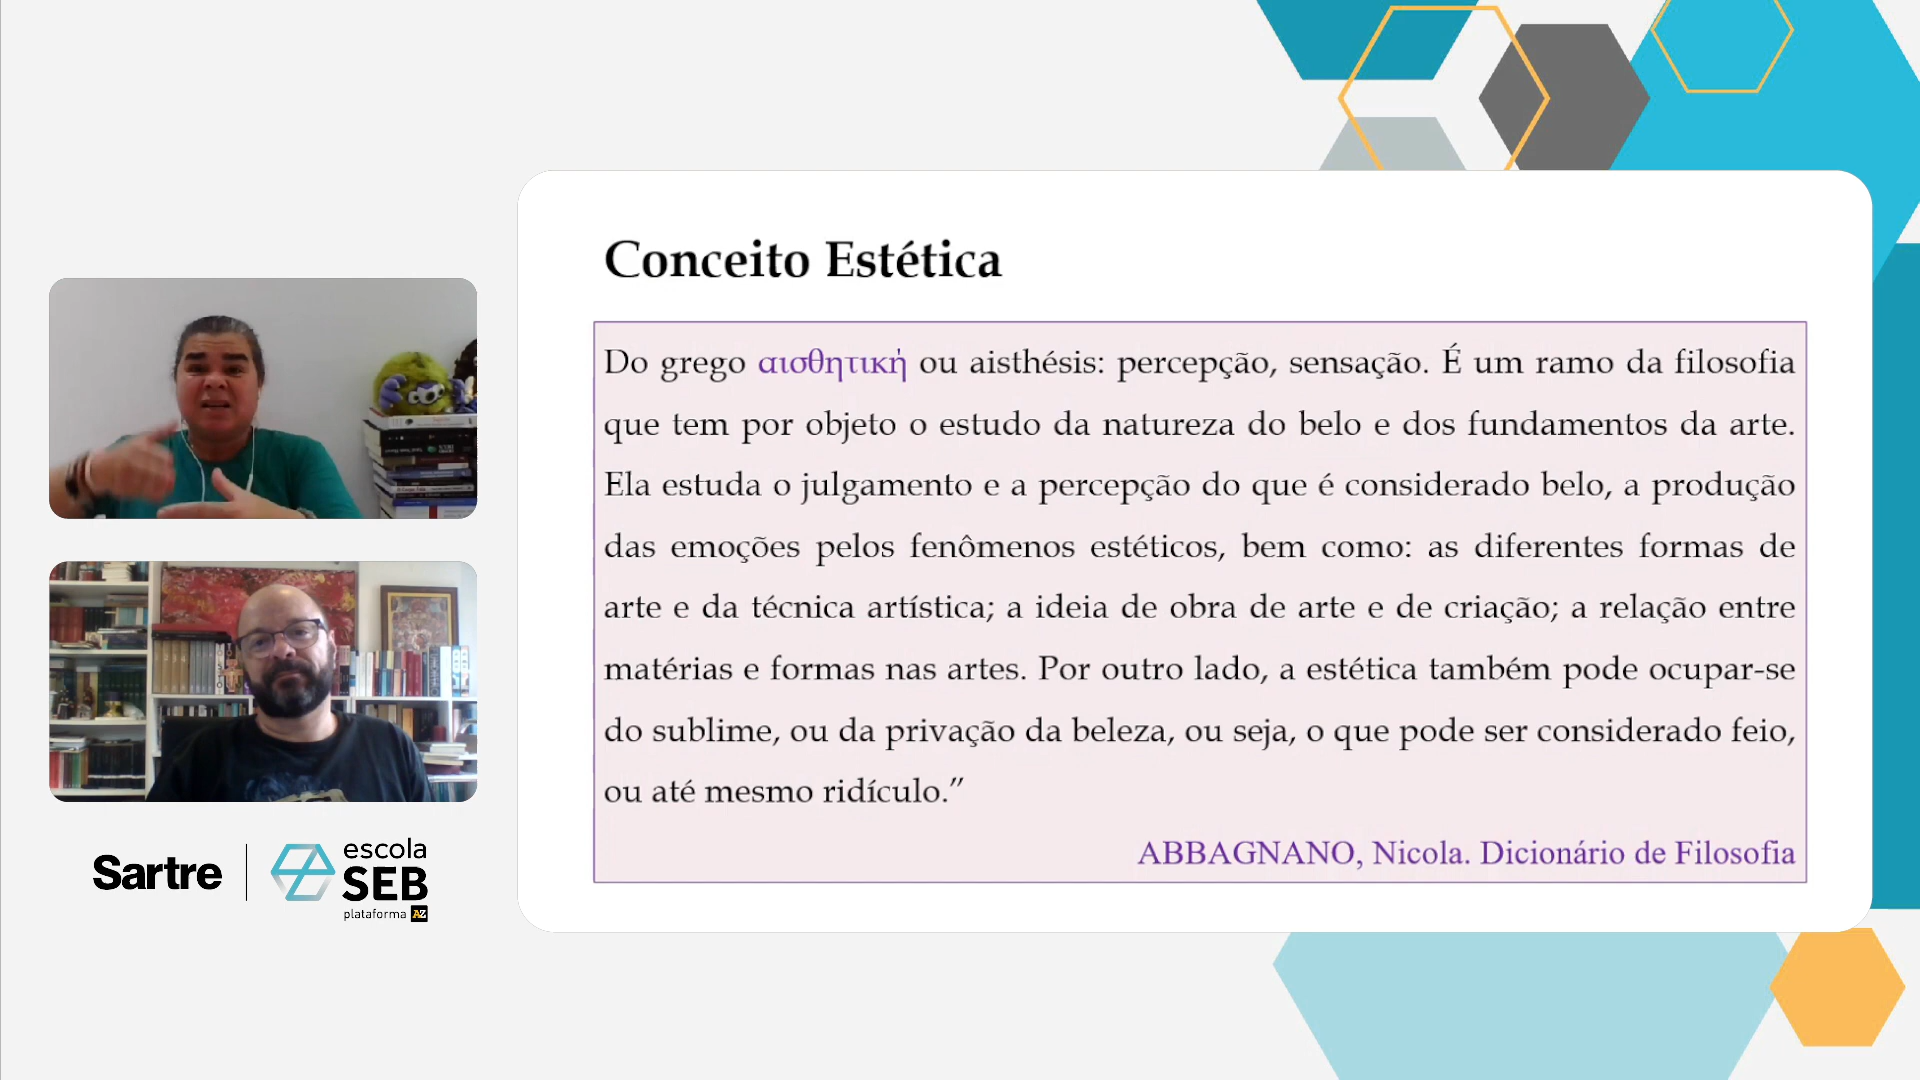 Conceito Estética
Do grego αισθητική ou aisthésis: percepção, sensação. É um ramo da filosofia
que tem por objeto o estudo da natureza do belo e dos fundamentos da arte.
Ela estuda o julgamento e a percepção do que é considerado belo, a produção
das emoções pelos fenômenos estéticos, bem como: as diferentes formas de
arte e da técnica artística; a ideia de obra de arte e de criação; a relação entre
matérias e formas nas artes. Por outro lado, a estética também pode ocupar-se
do sublime, ou da privação da beleza, ou seja, o que pode ser considerado feio,
ou até mesmo ridículo.”
ABBAGNANO, Nicola. Dicionário de Filosofia
Sartre
escola
SEB
plataforma AZ